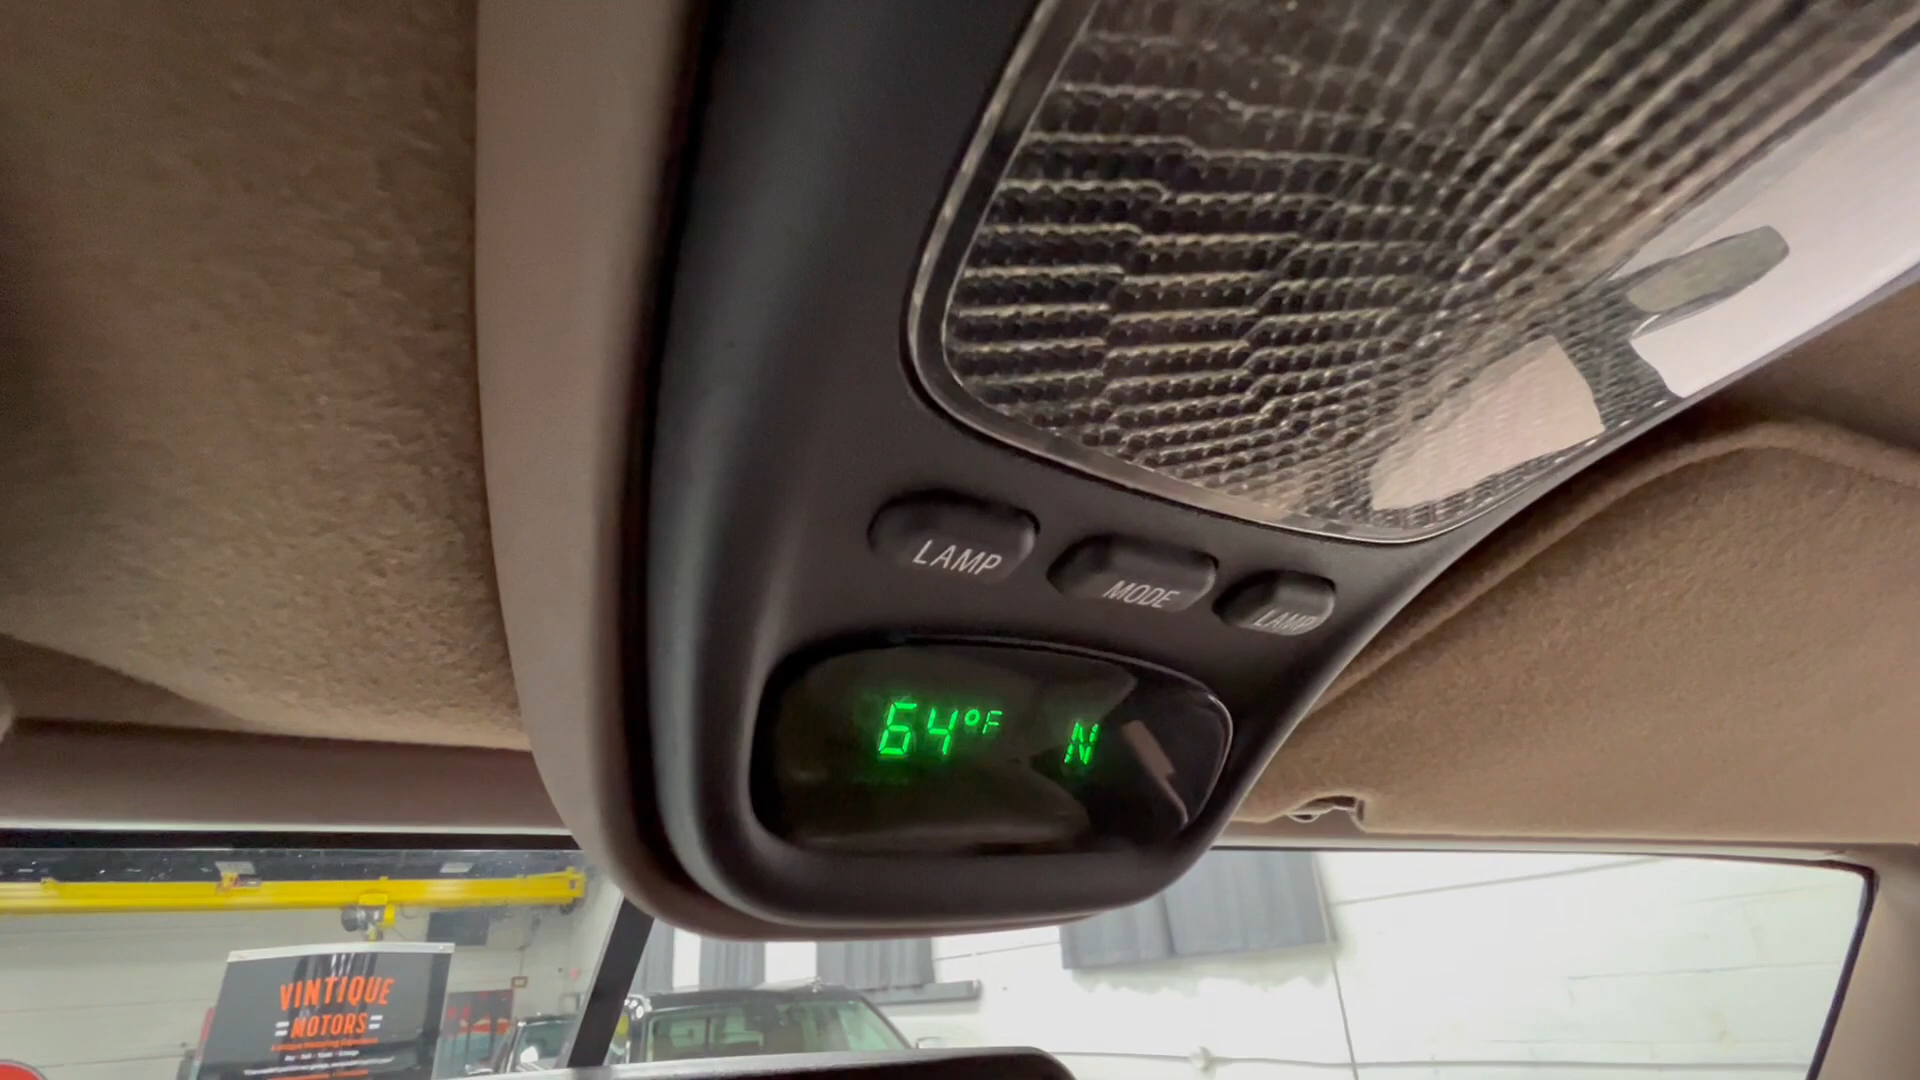 LAMP
MODE
LAMP
64°F N
VINTIQUE
MOTORS